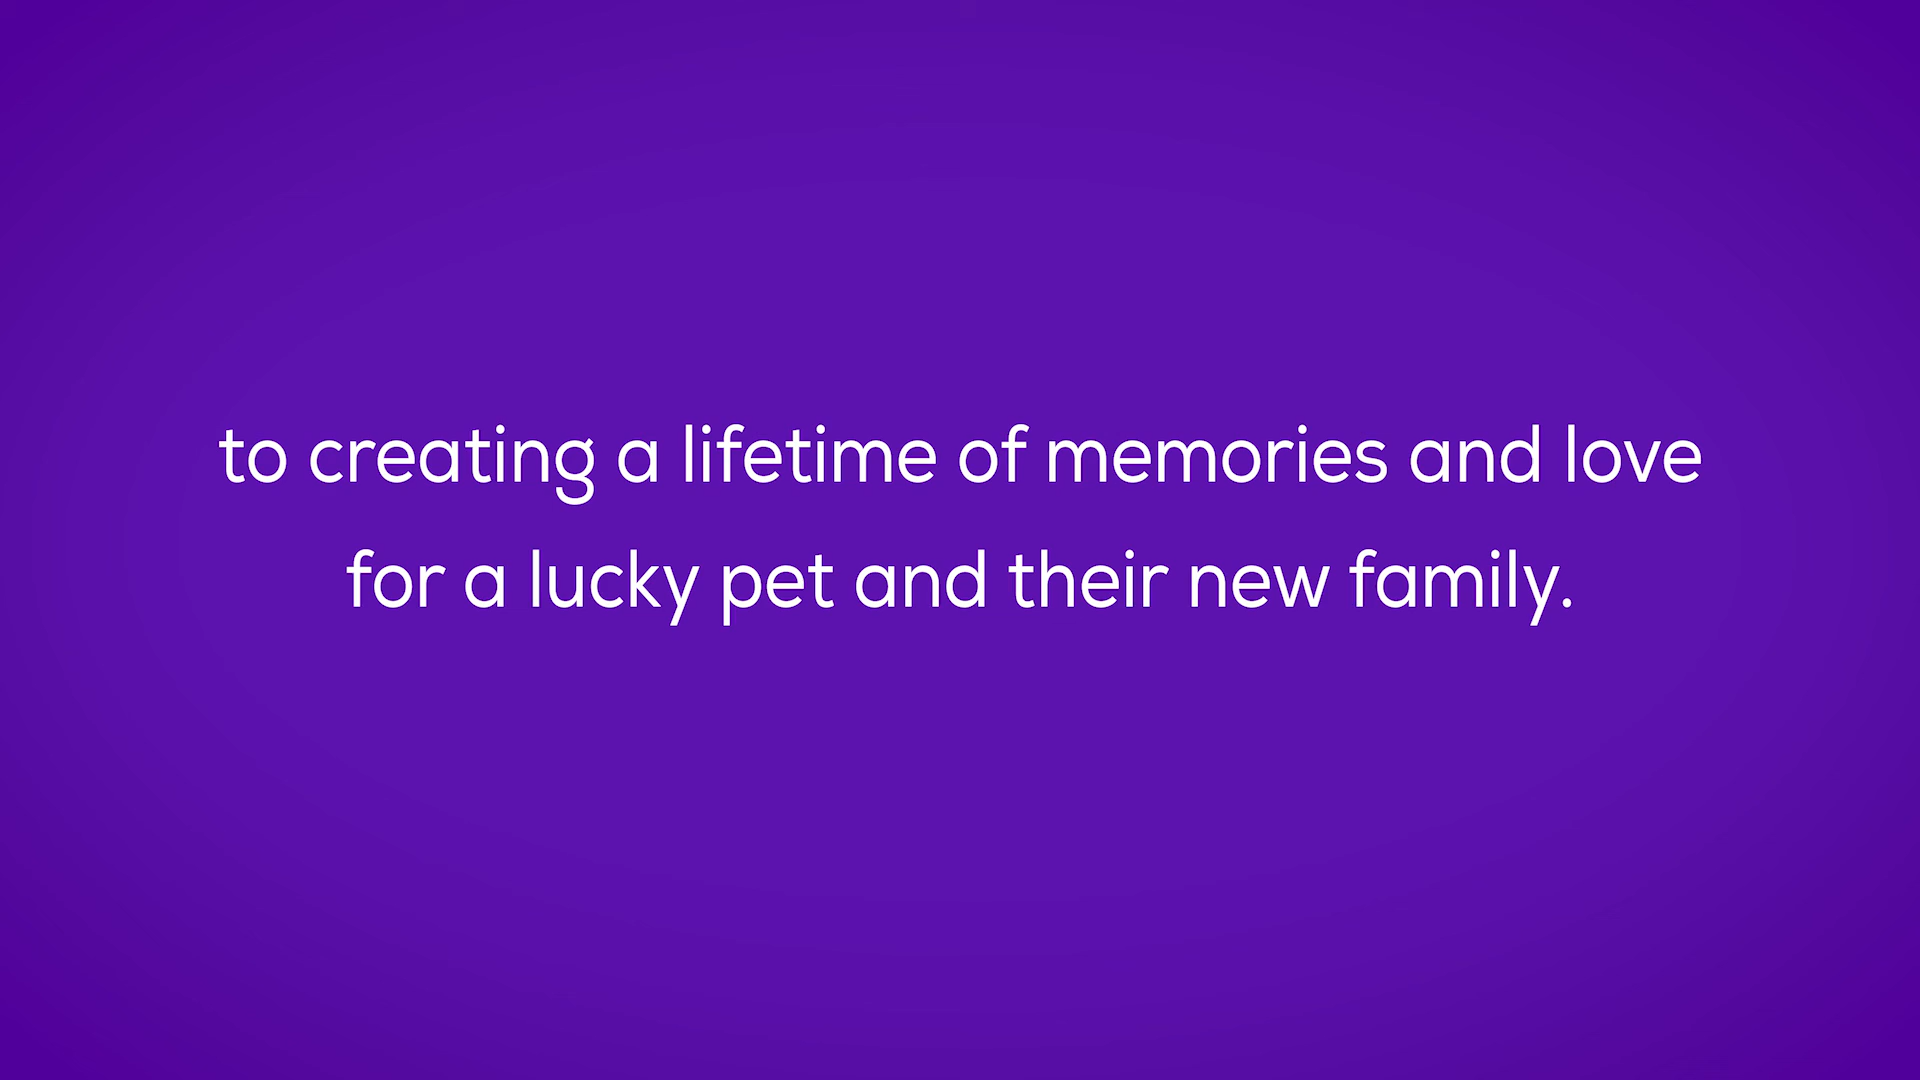 to creating a lifetime of memories and love
for a lucky pet and their new family.